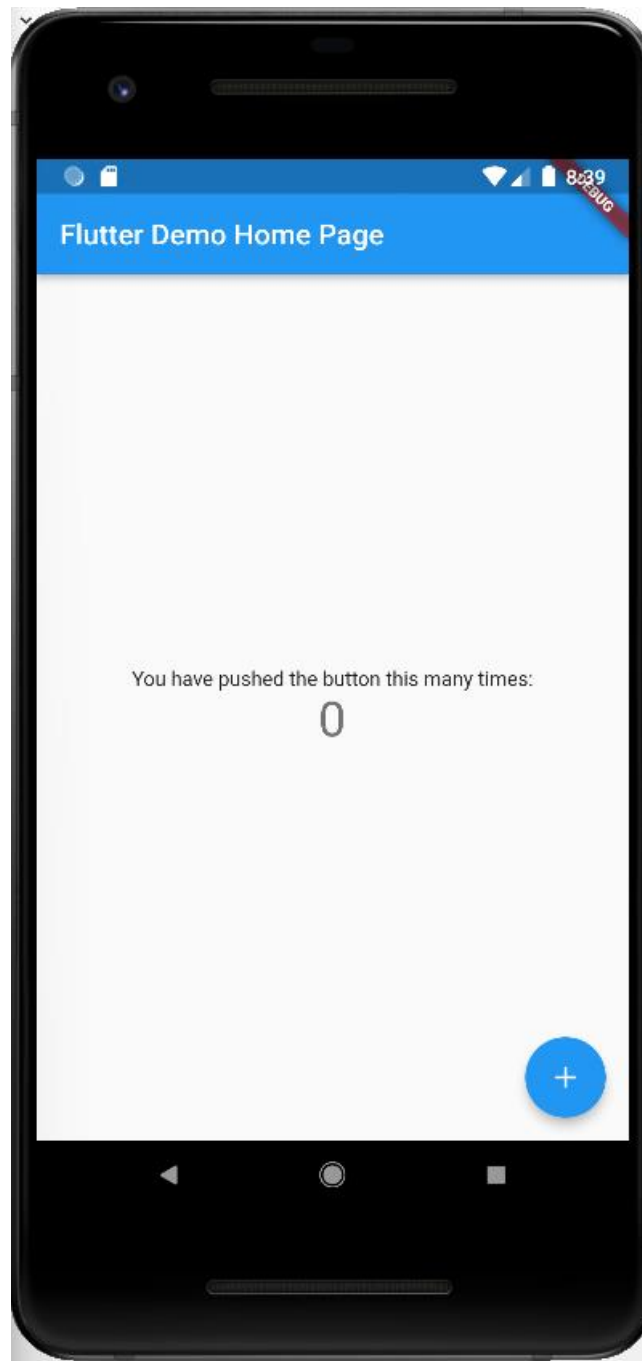 8:39
DEBUG
Flutter Demo Home Page
You have pushed the button this many times:
0
+